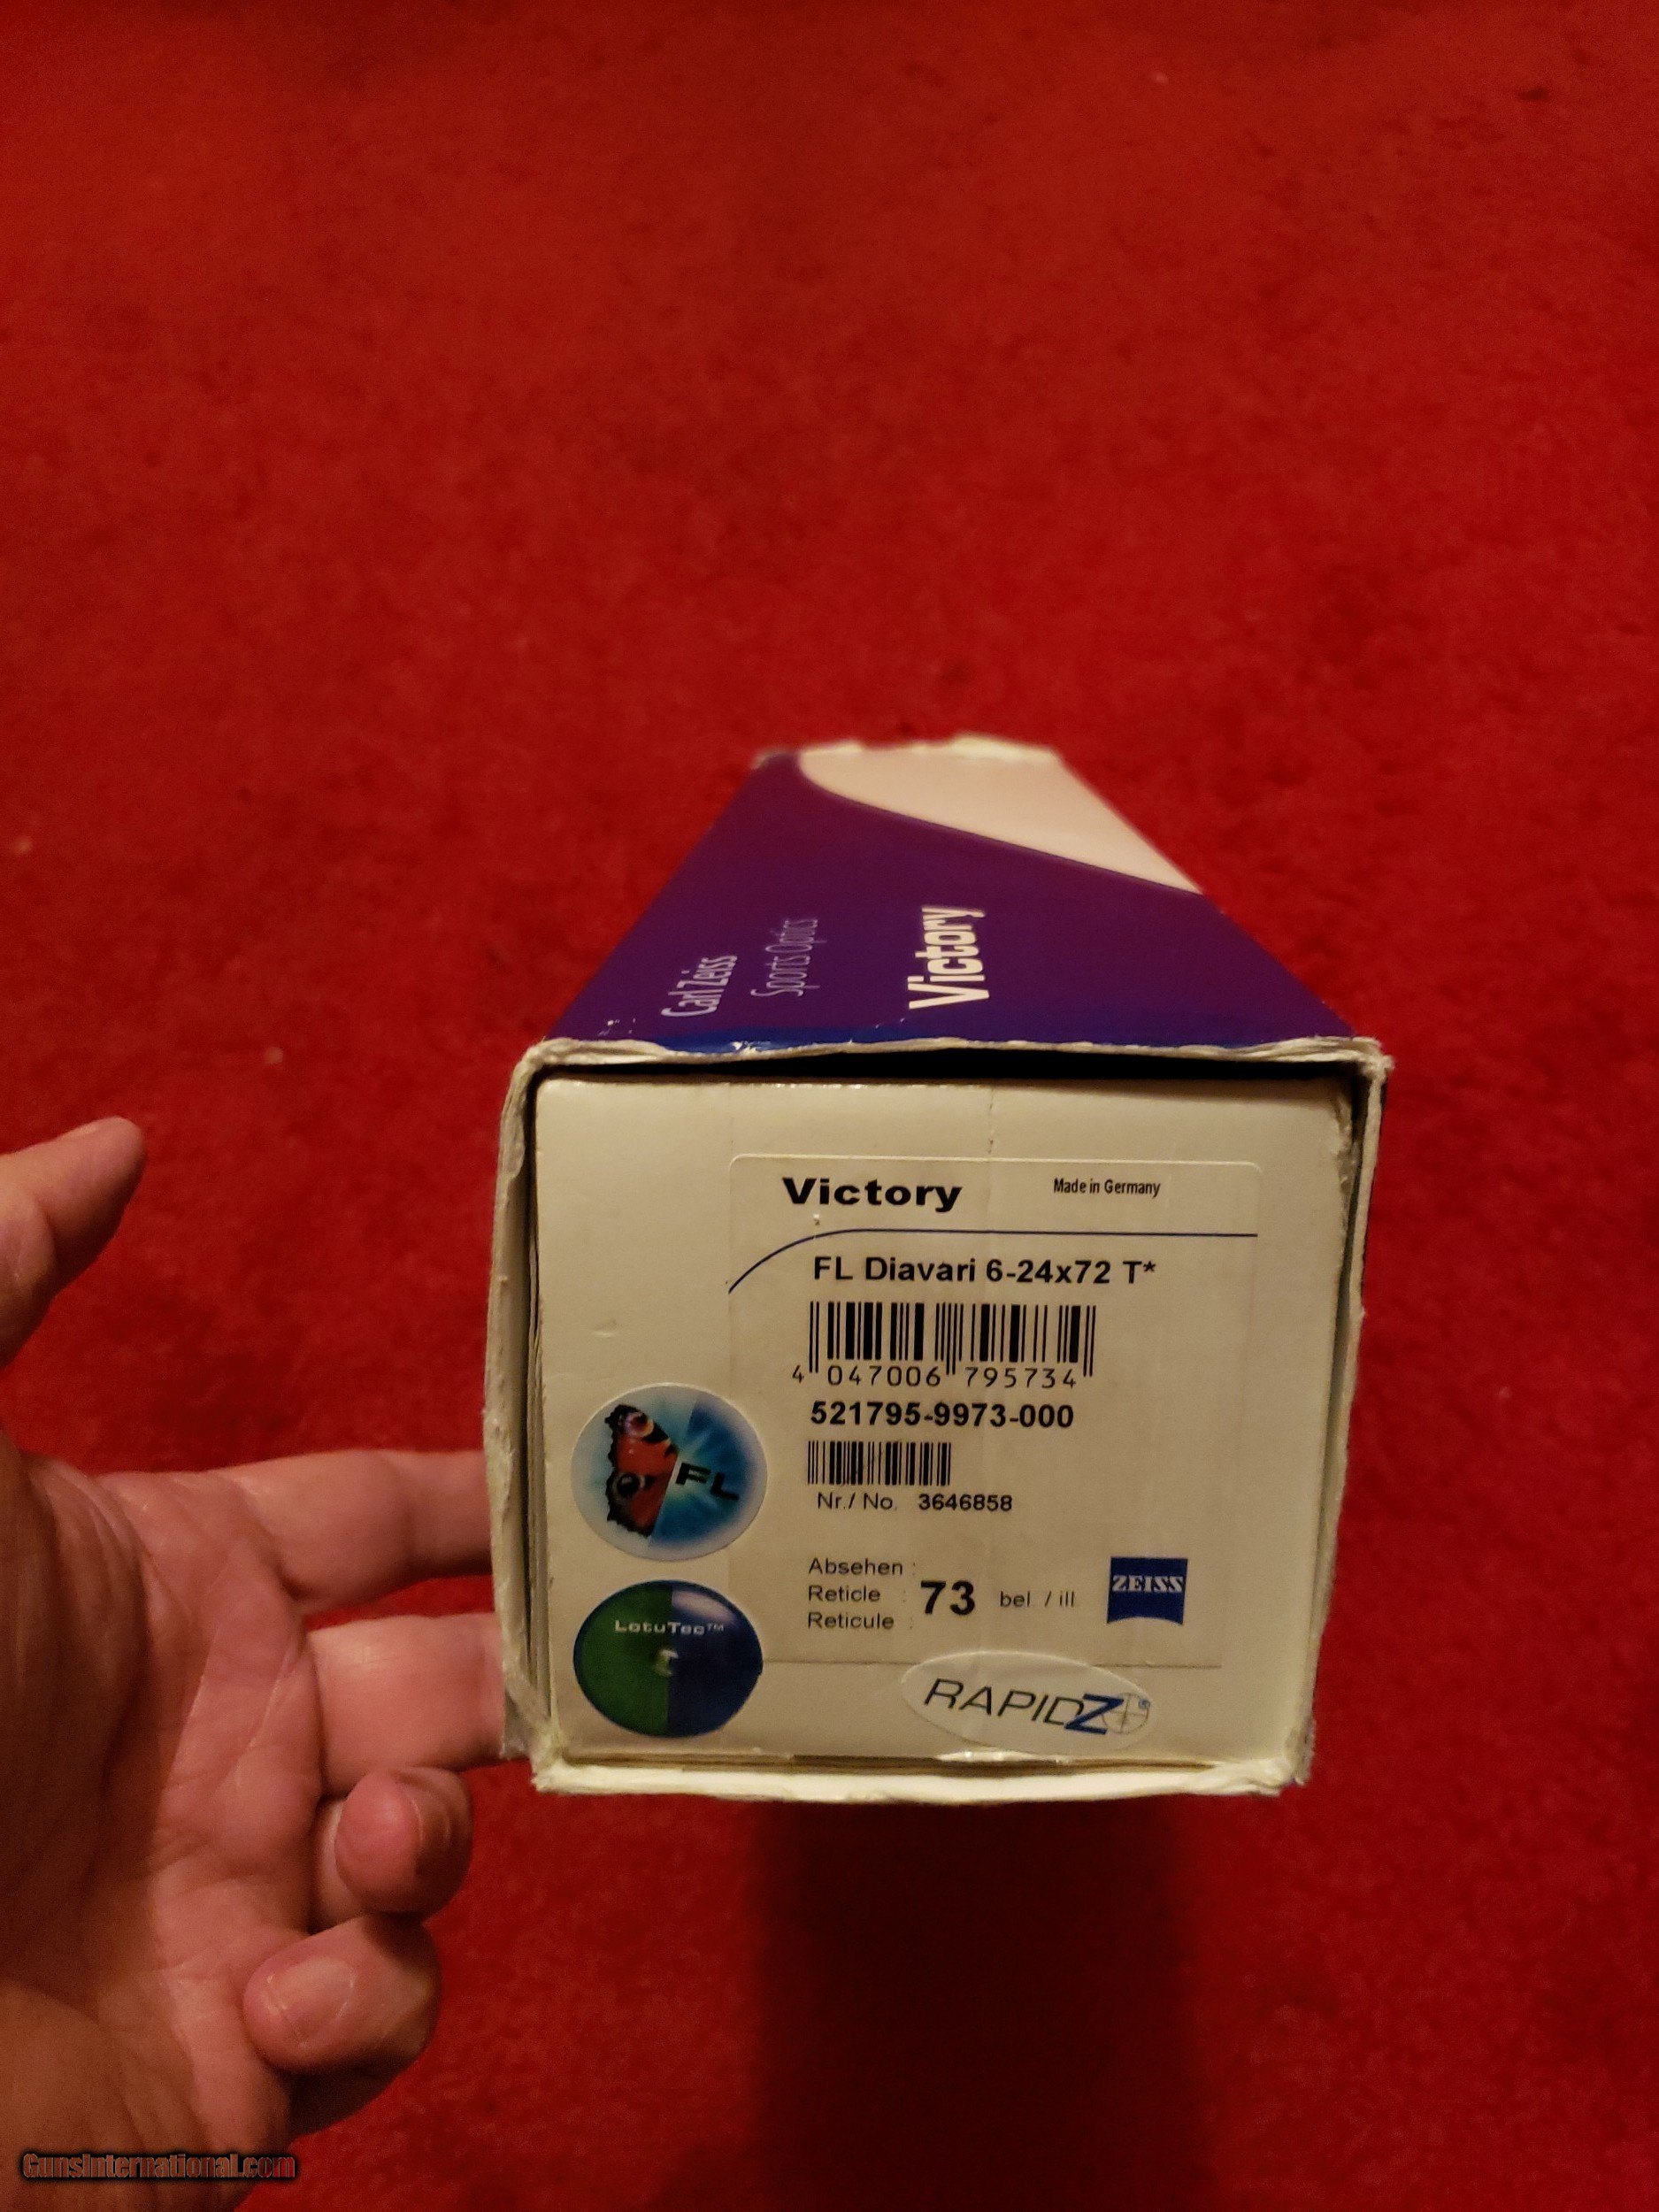 Carl Zeiss
Sports Optics
Victory
Victory
Made in Germany
FL Diavari 6-24x72 T*
4 047006 795734
521795-9973-000
Nr./ No. 3646858
FL
Absehen :
Reticle : 73 bel. / ill.
Reticule :
ZEISS
LotuTec™
RAPIDZ
GunsInternational.com